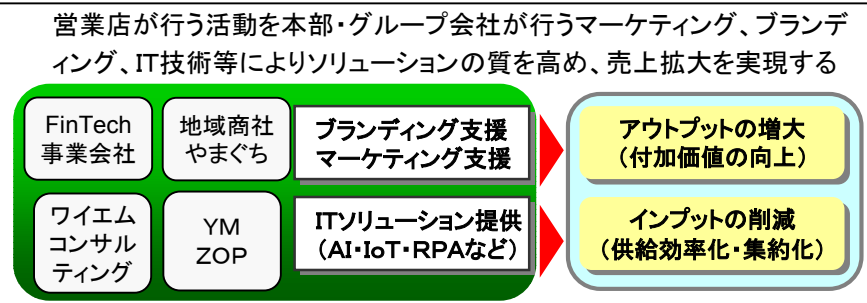 営業店が行う活動を本部・グループ会社が行うマーケティング、ブランデ
ィング、IT技術等によりソリューションの質を高め、売上拡大を実現する
FinTech
事業会社
地域商社
やまぐち
ブランディング支援
マーケティング支援
アウトプットの増大
(付加価値の向上)
ワイエム
コンサル
ティング
YM
ZOP
ITソリューション提供
(AI・IoT・RPAなど)
インプットの削減
(供給効率化・集約化)